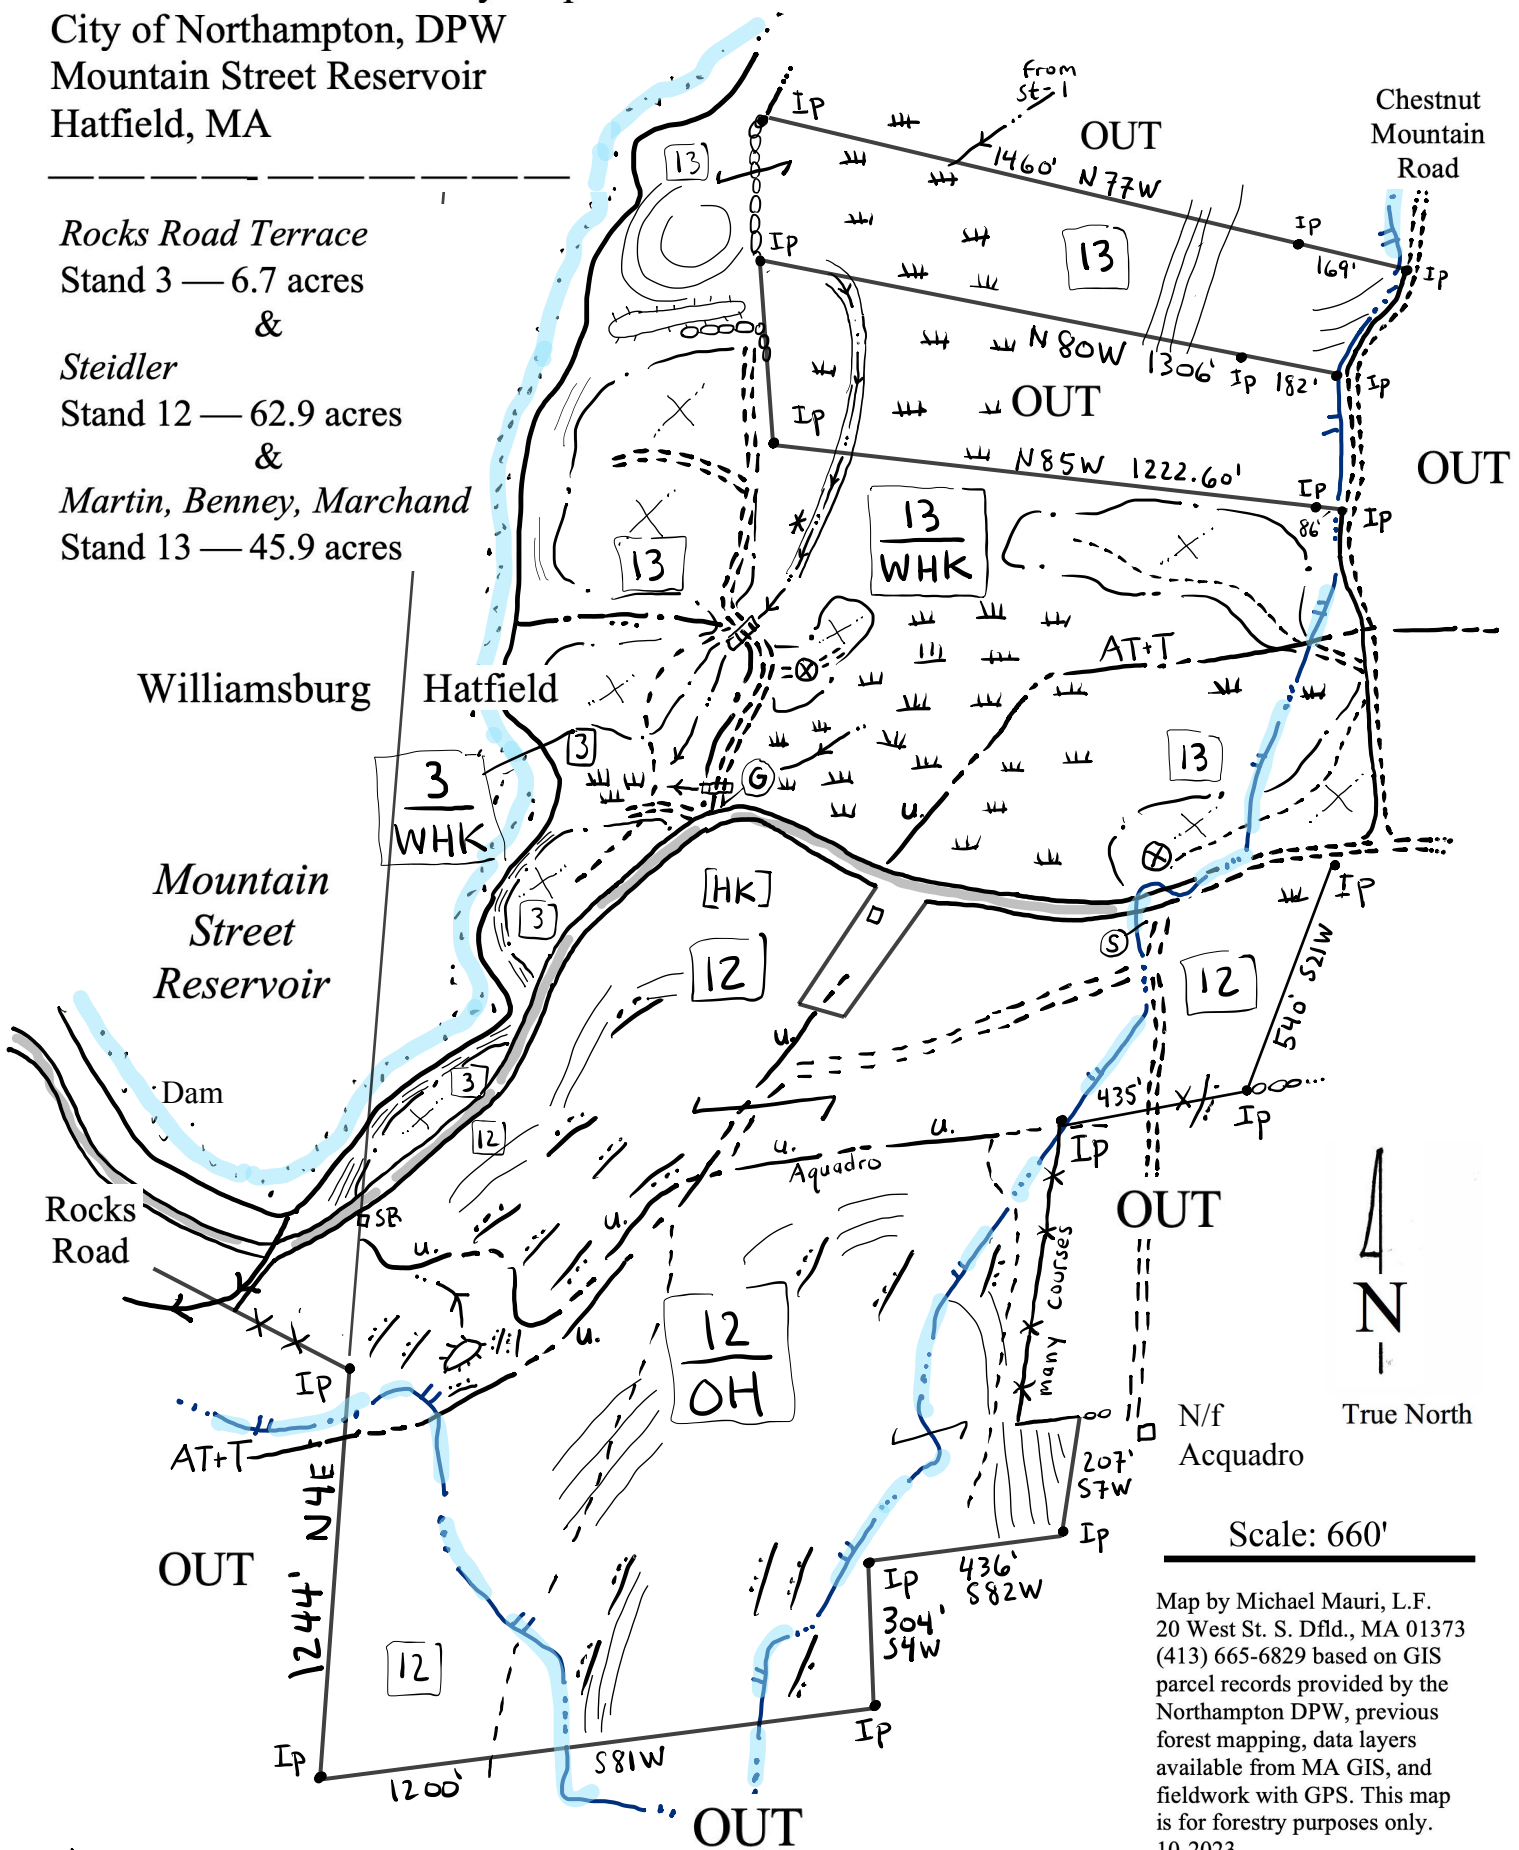 City of Northampton, DPW
Mountain Street Reservoir
Hatfield, MA
Rocks Road Terrace
Stand 3 — 6.7 acres
&
Steidler
Stand 12 — 62.9 acres
&
Martin, Benney, Marchand
Stand 13 — 45.9 acres
from
st-1
Ip
OUT
Chestnut
Mountain
Road
13
1460' N77W
Ip
Ip
13
169'
Ip
N80W 1306' Ip 182' Ip
Ip
OUT
N85W 1222.60'
OUT
Ip
86'
Ip
13
WHK
13
AT+T
Williamsburg
Hatfield
3
13
3
WHK
G
u.
Mountain
Street
Reservoir
[HK]
Ip
3
12
S
12
540' S21W
u.
Dam
3
435'
Ip
12
u.
u.
Aquadro
Ip
Rocks
Road
SB
u.
u.
OUT
many courses
12
OH
u.
Ip
N
True North
AT+T
N/f
Acquadro
207'
S7W
1244' N4E
Ip
OUT
436'
S82W
Ip
304'
S4W
Scale: 660'
12
Ip
Ip
S81W
1200'
OUT
Map by Michael Mauri, L.F.
20 West St. S. Dfld., MA 01373
(413) 665-6829 based on GIS
parcel records provided by the
Northampton DPW, previous
forest mapping, data layers
available from MA GIS, and
fieldwork with GPS. This map
is for forestry purposes only.
10-2023